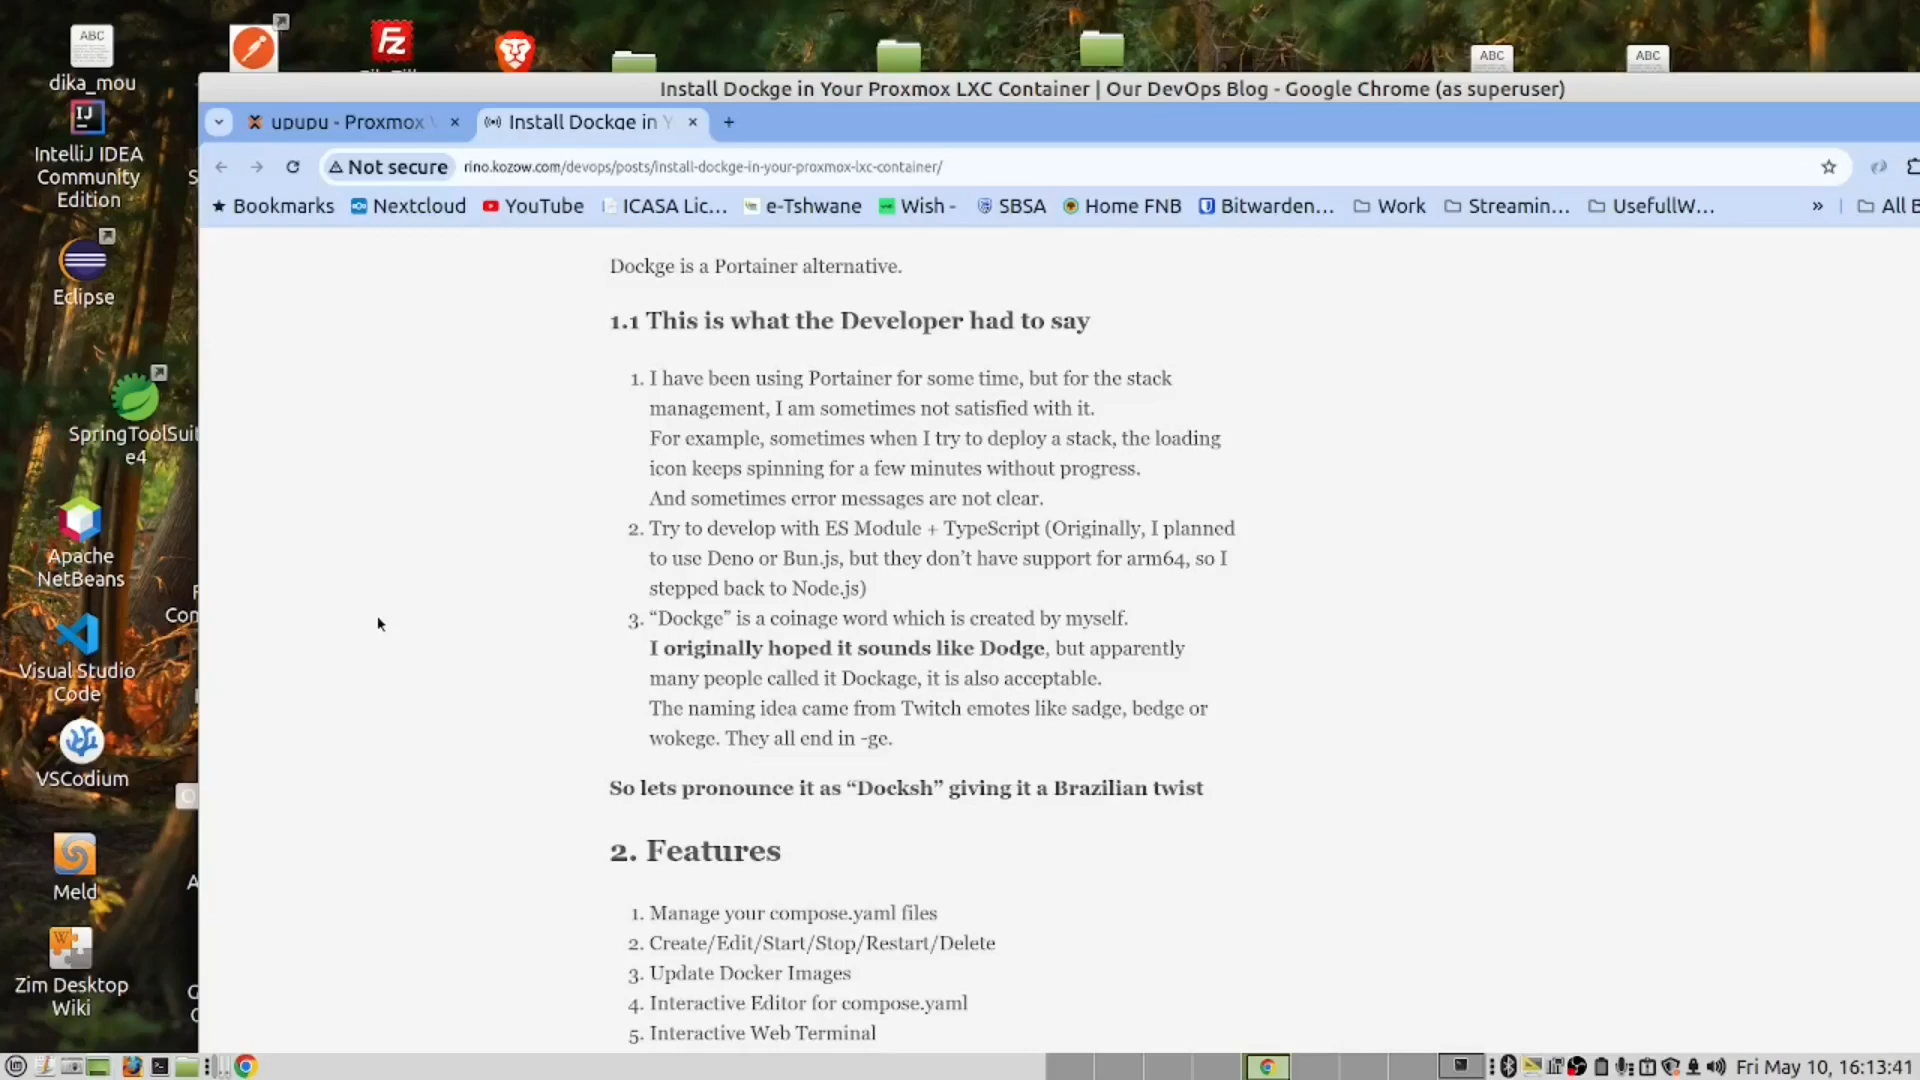 ABC
dika_mou
ABC
ABC
Install Dockge in Your Proxmox LXC Container | Our DevOps Blog - Google Chrome (as superuser)
upupu - Proxmox
Install Dockge in Y
IJ
IntelliJ IDEA
Community
Edition
Not secure
rino.kozow.com/devops/posts/install-dockge-in-your-proxmox-lxc-container/
Bookmarks
Nextcloud
YouTube
ICASA Lic...
e-Tshwane
Wish -
SBSA
Home FNB
Bitwarden...
Work
Streamin...
UsefullW...
»
All B
Eclipse
SpringToolSuit
e4
Apache
NetBeans
Visual Studio
Code
VSCodium
Meld
Zim Desktop
Wiki
Dockge is a Portainer alternative.
1.1 This is what the Developer had to say
1. I have been using Portainer for some time, but for the stack
management, I am sometimes not satisfied with it.
For example, sometimes when I try to deploy a stack, the loading
icon keeps spinning for a few minutes without progress.
And sometimes error messages are not clear.
2. Try to develop with ES Module + TypeScript (Originally, I planned
to use Deno or Bun.js, but they don’t have support for arm64, so I
stepped back to Node.js)
3. “Dockge” is a coinage word which is created by myself.
I originally hoped it sounds like Dodge, but apparently
many people called it Dockage, it is also acceptable.
The naming idea came from Twitch emotes like sadge, bedge or
wokege. They all end in -ge.
So lets pronounce it as “Docksh” giving it a Brazilian twist
2. Features
1. Manage your compose.yaml files
2. Create/Edit/Start/Stop/Restart/Delete
3. Update Docker Images
4. Interactive Editor for compose.yaml
5. Interactive Web Terminal
Fri May 10, 16:13:41